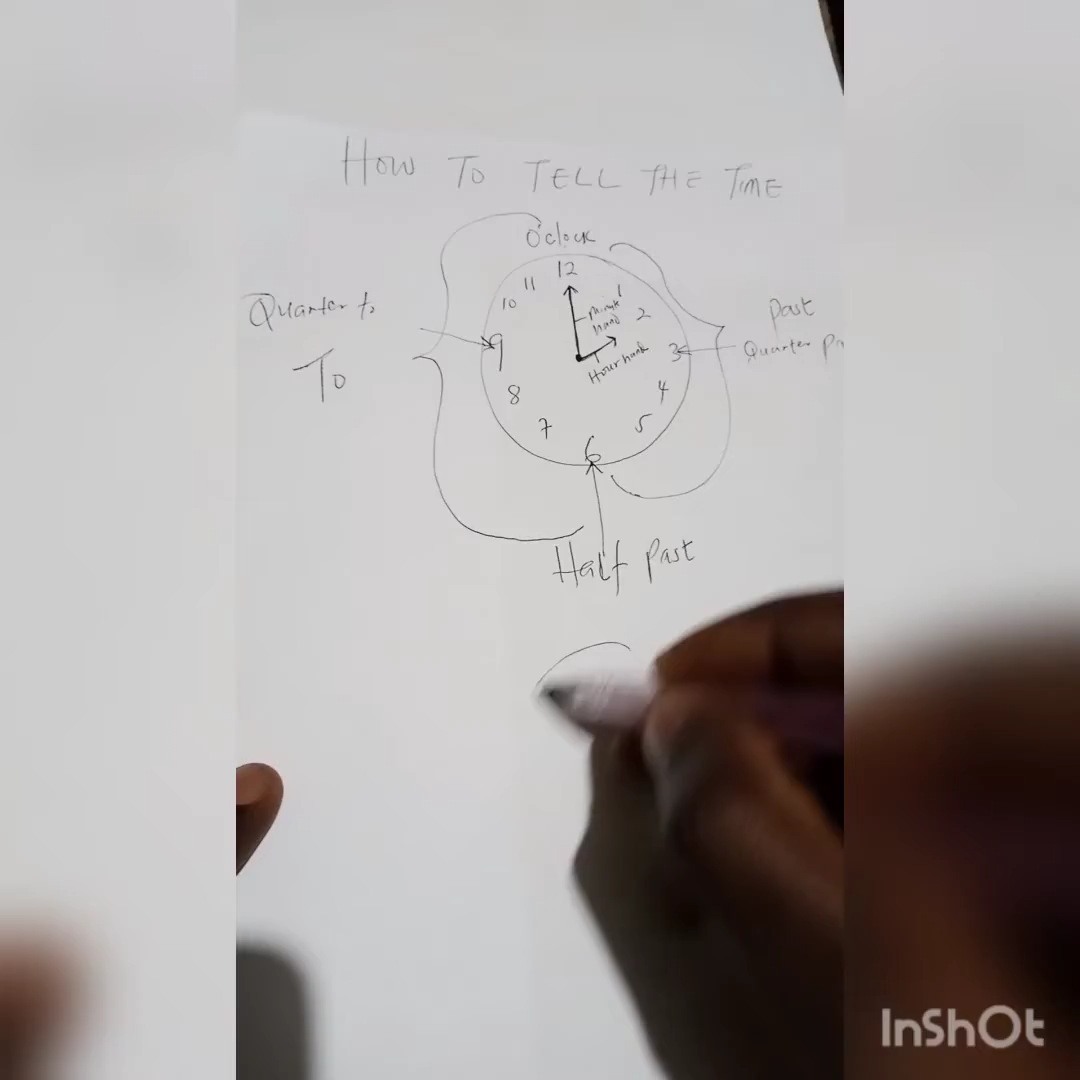 HOW TO TELL THE TIME
O'clock
12
11
1
10
Minute hand
2
Quarter to
Past
9
3
Quarter
Hour hand
To
8
4
7
5
6
Half Past
InShOt